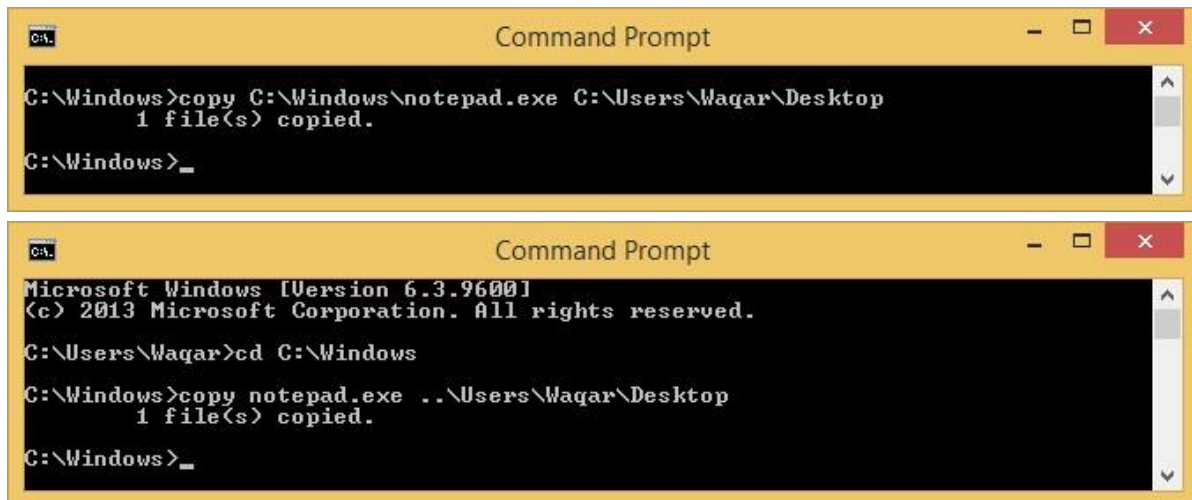 Command Prompt
C:\Windows>copy C:\Windows\notepad.exe C:\Users\Waqar\Desktop
1 file(s) copied.
C:\Windows>_
Command Prompt
Microsoft Windows [Version 6.3.9600]
(c) 2013 Microsoft Corporation. All rights reserved.
C:\Users\Waqar>cd C:\Windows
C:\Windows>copy notepad.exe ..\Users\Waqar\Desktop
1 file(s) copied.
C:\Windows>_